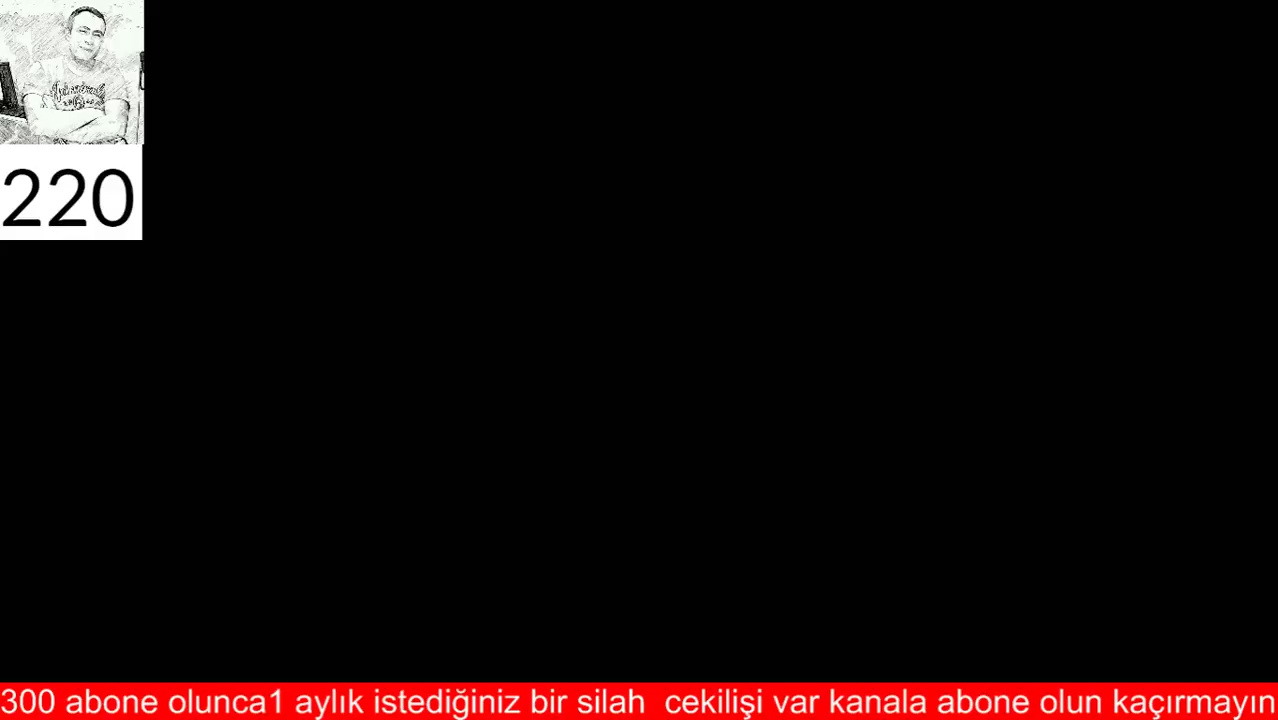 220
300 abone olunca1 aylık istediğiniz bir silah  cekilişi var kanala abone olun kaçırmayın